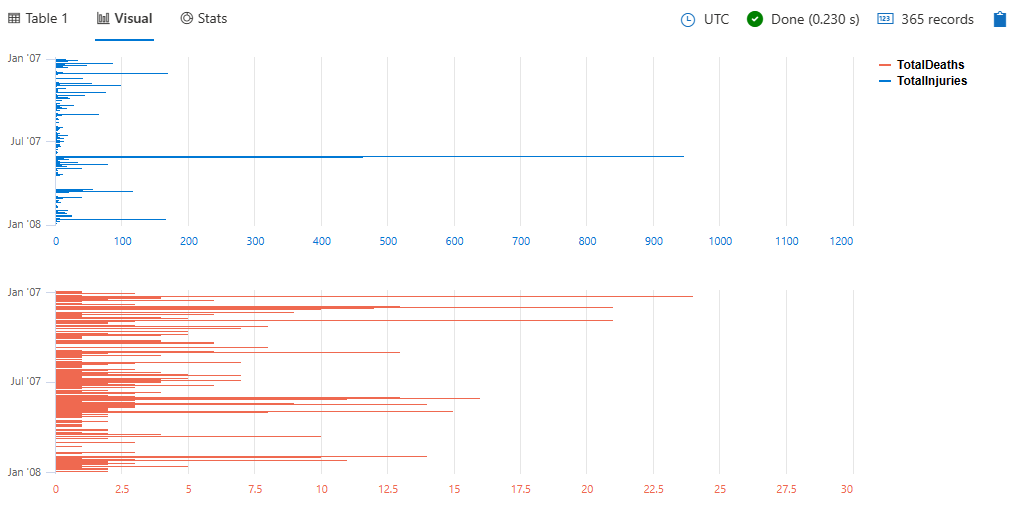 Table 1 Visual Stats UTC Done (0.230 s) 123 365 records
Jan '07
Jul '07
Jan '08
0 100 200 300 400 500 600 700 800 900 1000 1100 1200
TotalDeaths
TotalInjuries
Jan '07
Jul '07
Jan '08
0 2.5 5 7.5 10 12.5 15 17.5 20 22.5 25 27.5 30